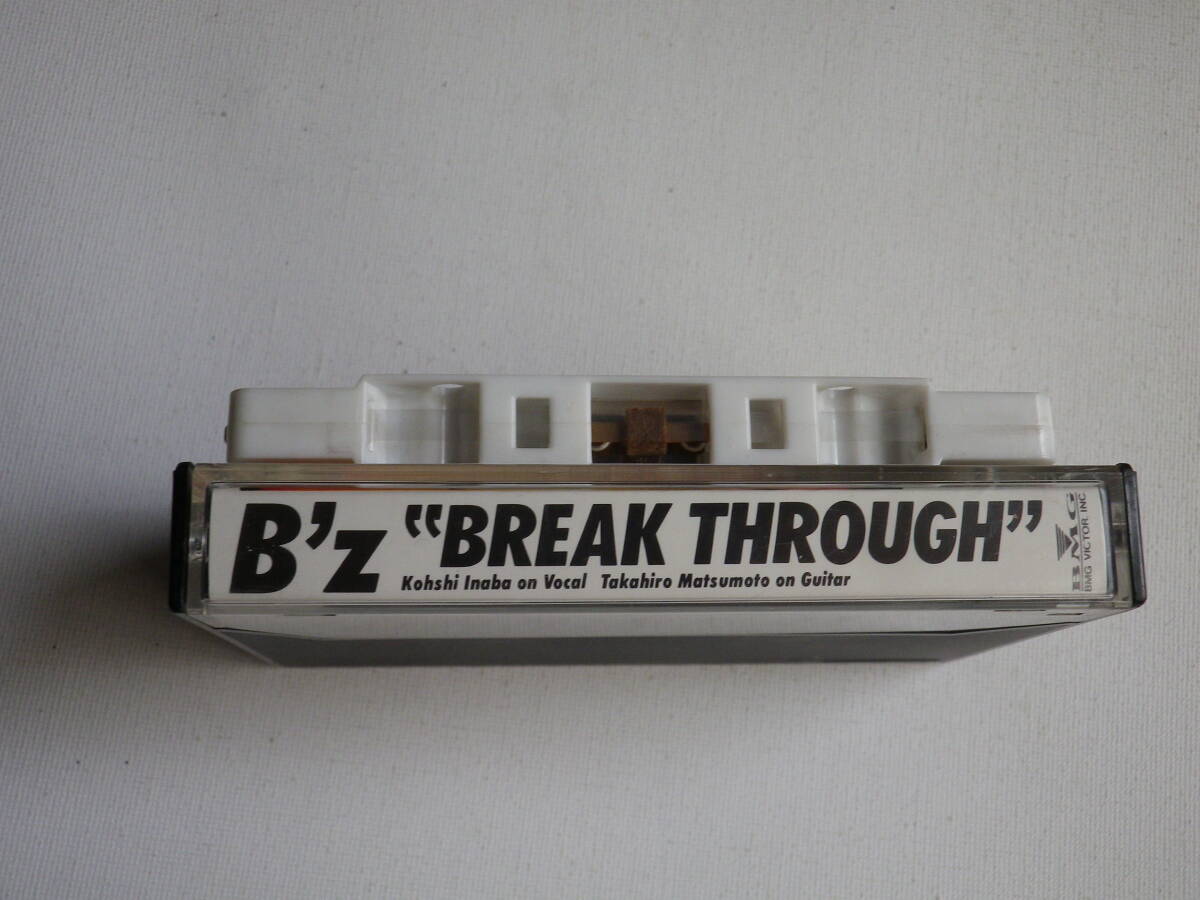 B'z “BREAK THROUGH”
Kohshi Inaba on Vocal Takahiro Matsumoto on Guitar
BMG
BMG VICTOR, INC